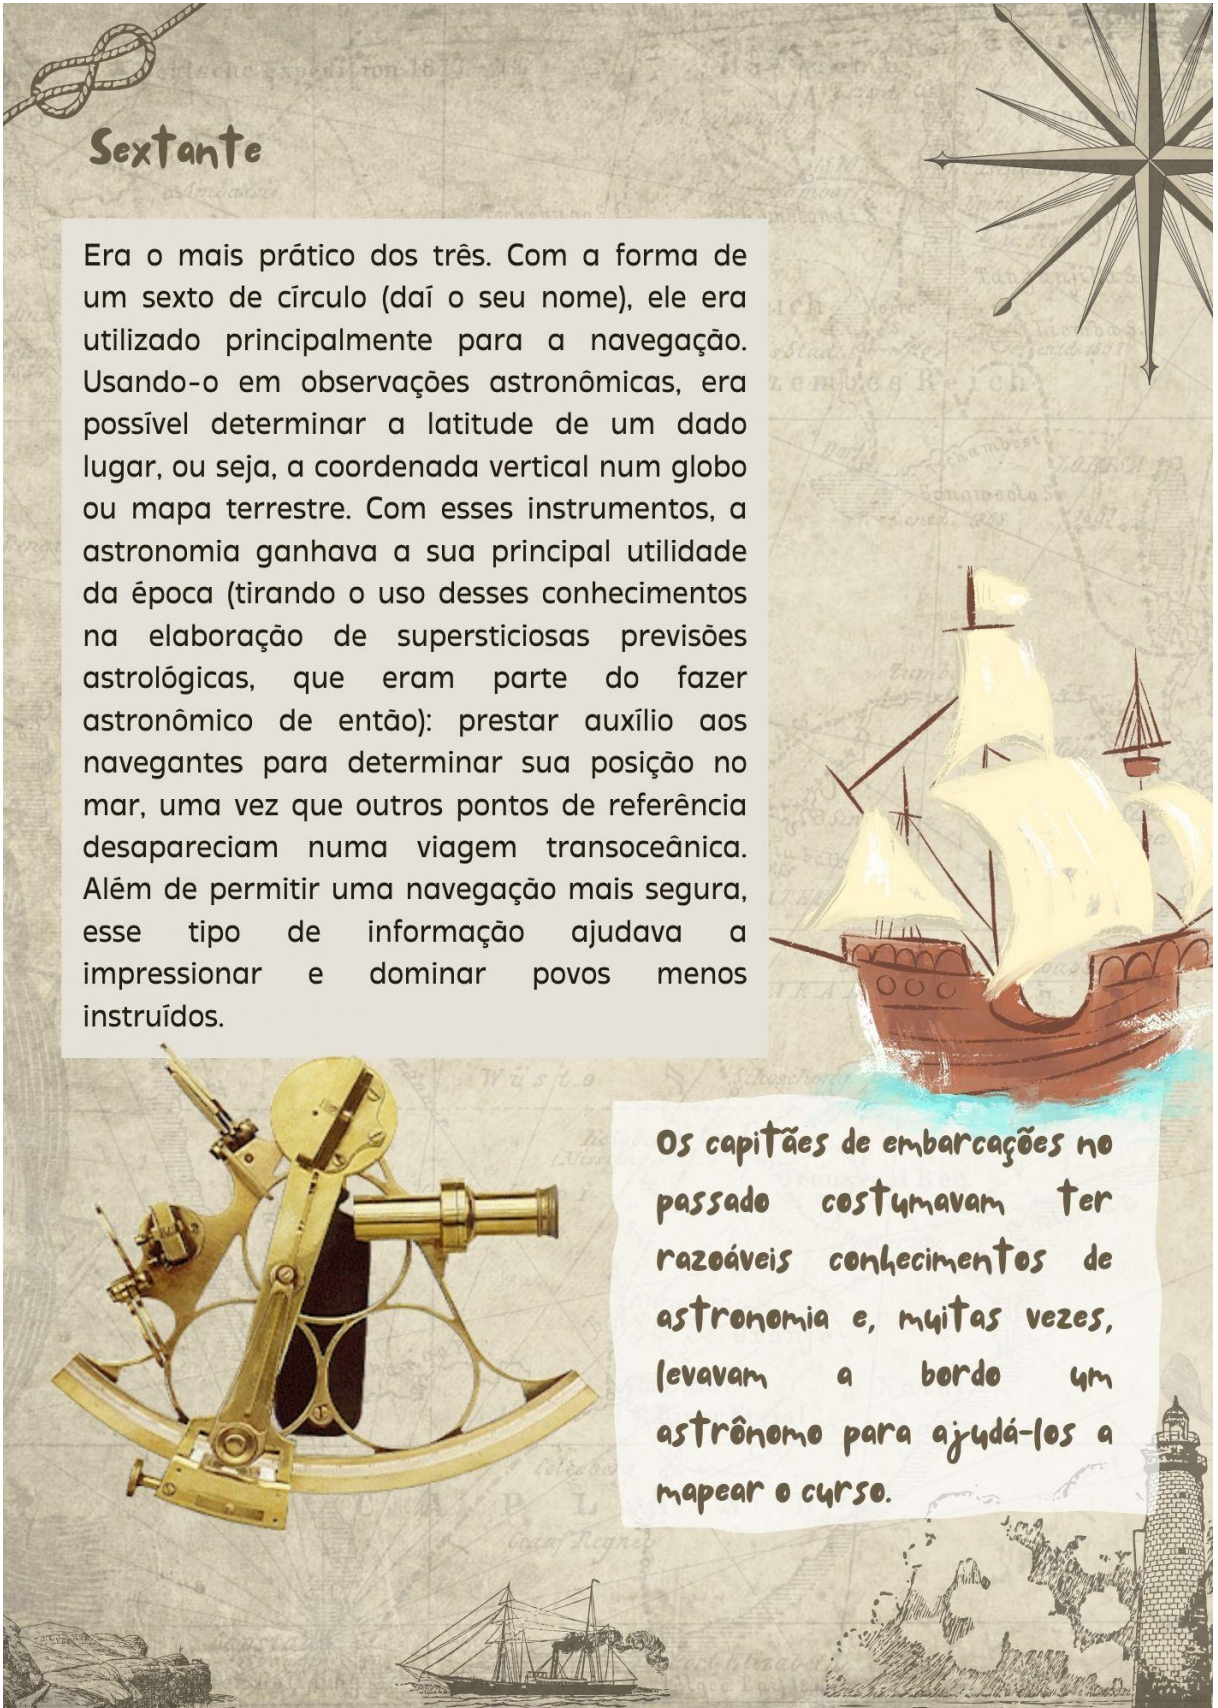 Sextante
Era o mais prático dos três. Com a forma de
um sexto de círculo (daí o seu nome), ele era
utilizado principalmente para a navegação.
Usando-o em observações astronômicas, era
possível determinar a latitude de um dado
lugar, ou seja, a coordenada vertical num globo
ou mapa terrestre. Com esses instrumentos, a
astronomia ganhava a sua principal utilidade
da época (tirando o uso desses conhecimentos
na elaboração de supersticiosas previsões
astrológicas, que eram parte do fazer
astronômico de então): prestar auxílio aos
navegantes para determinar sua posição no
mar, uma vez que outros pontos de referência
desapareciam numa viagem transoceânica.
Além de permitir uma navegação mais segura,
esse tipo de informação ajudava a
impressionar e dominar povos menos
instruídos.
Os capitães de embarcações no
passado costumavam ter
razoáveis conhecimentos de
astronomia e, muitas vezes,
levavam a bordo um
astrônomo para ajudá-los a
mapear o curso.